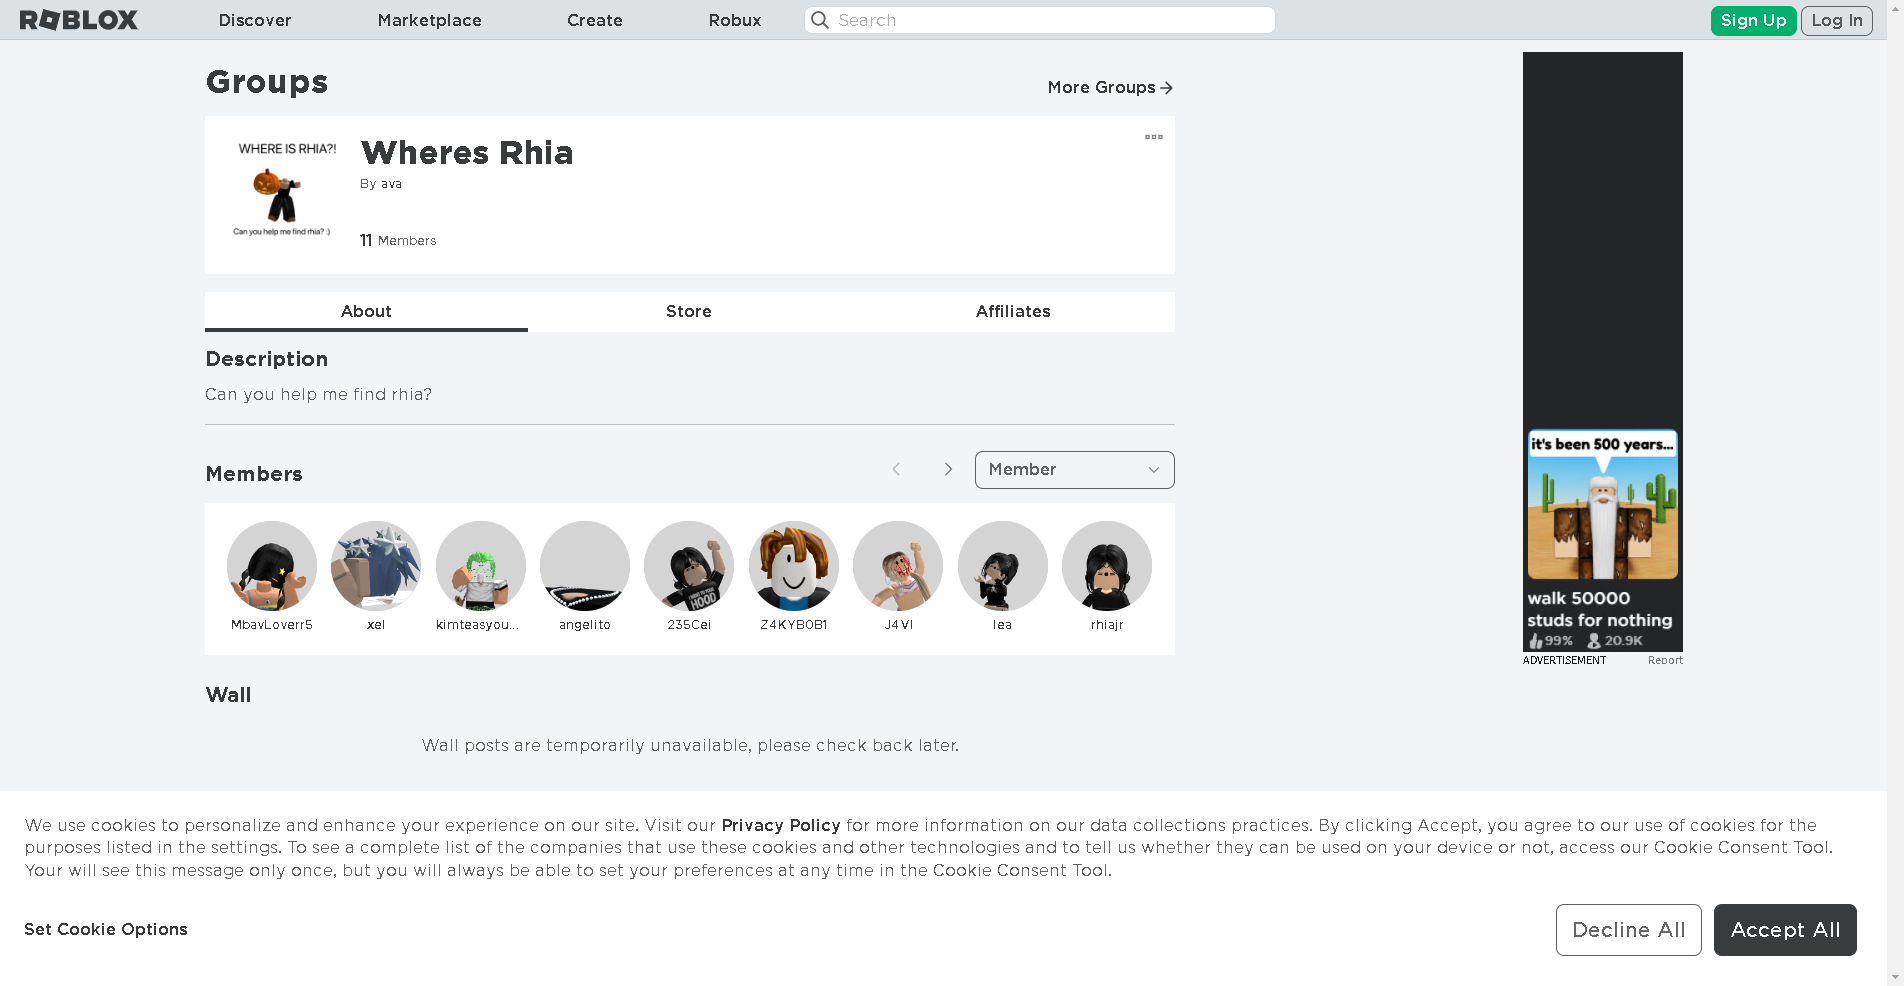 ROBLOX Discover Marketplace Create Robux Search Sign Up Log In
Groups
More Groups
WHERE IS RHIA?!
Can you help me find rhia? :)
Wheres Rhia
By ava
11 Members
About Store Affiliates
Description
Can you help me find rhia?
Members
Member
MbavLoverr5 xel kimteasyou... angelito 235Cei Z4KYB0B1 J4VI lea rhiajr
HOOD
Wall
Wall posts are temporarily unavailable, please check back later.
it's been 500 years...
walk 50000
studs for nothing
99% 20.9K
ADVERTISEMENT Report
We use cookies to personalize and enhance your experience on our site. Visit our Privacy Policy for more information on our data collections practices. By clicking Accept, you agree to our use of cookies for the
purposes listed in the settings. To see a complete list of the companies that use these cookies and other technologies and to tell us whether they can be used on your device or not, access our Cookie Consent Tool.
Your will see this message only once, but you will always be able to set your preferences at any time in the Cookie Consent Tool.
Set Cookie Options
Decline All Accept All